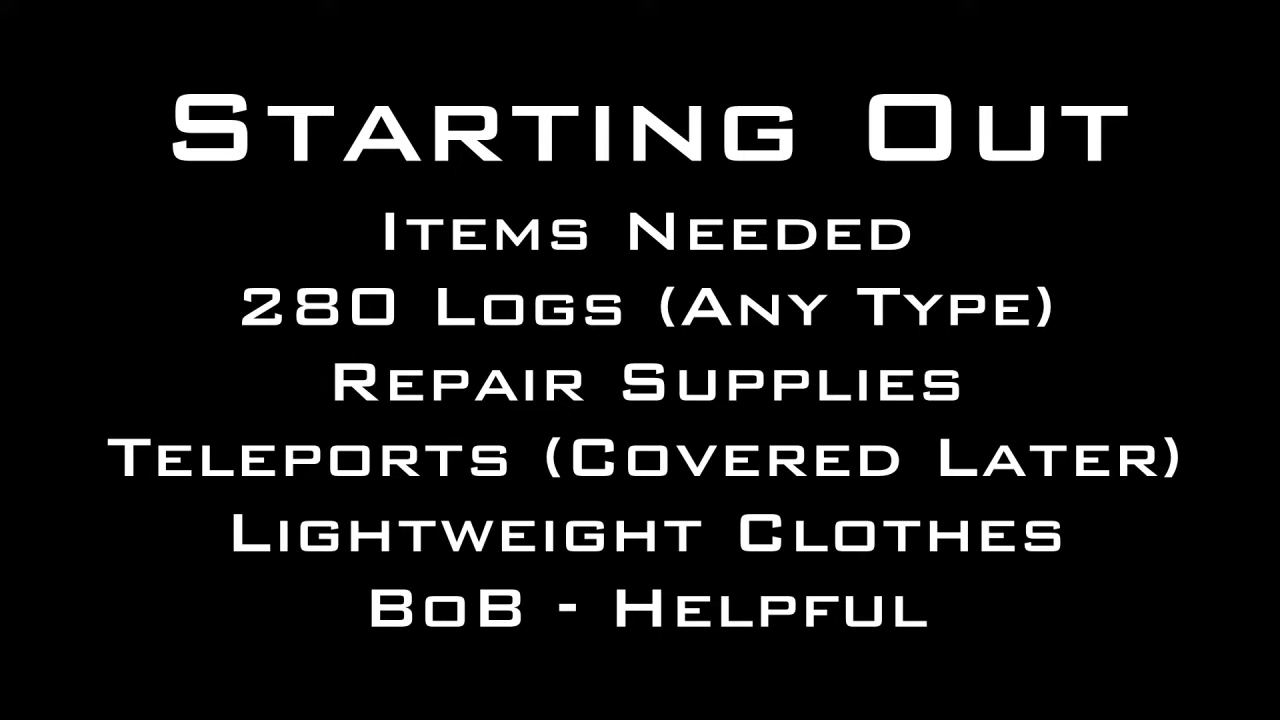 Starting Out
Items Needed
280 Logs (Any Type)
Repair Supplies
Teleports (Covered Later)
Lightweight Clothes
BoB - Helpful